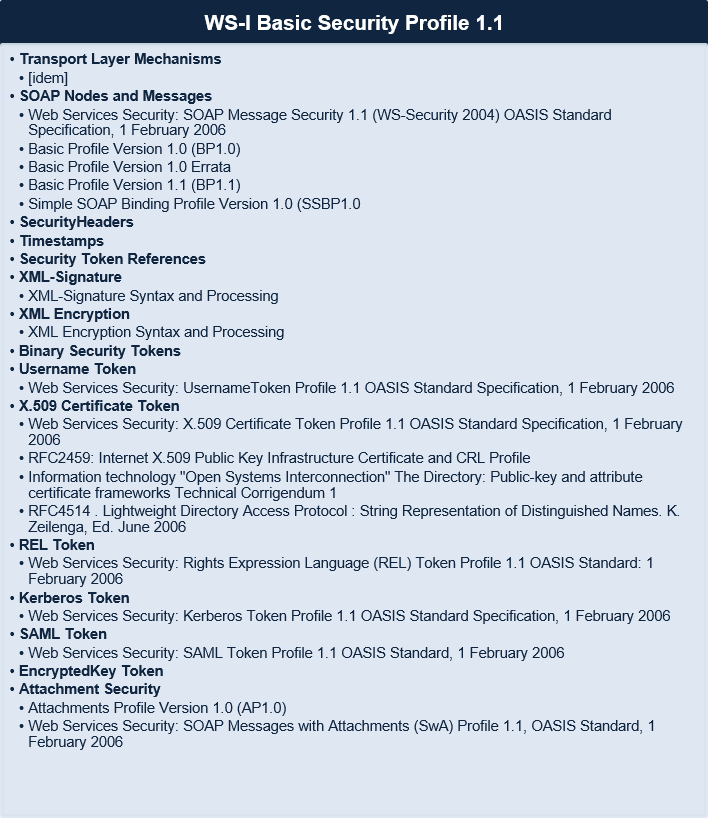 WS-I Basic Security Profile 1.1
• Transport Layer Mechanisms
• [idem]
• SOAP Nodes and Messages
• Web Services Security: SOAP Message Security 1.1 (WS-Security 2004) OASIS Standard
Specification, 1 February 2006
• Basic Profile Version 1.0 (BP1.0)
• Basic Profile Version 1.0 Errata
• Basic Profile Version 1.1 (BP1.1)
• Simple SOAP Binding Profile Version 1.0 (SSBP1.0
• SecurityHeaders
• Timestamps
• Security Token References
• XML-Signature
• XML-Signature Syntax and Processing
• XML Encryption
• XML Encryption Syntax and Processing
• Binary Security Tokens
• Username Token
• Web Services Security: UsernameToken Profile 1.1 OASIS Standard Specification, 1 February 2006
• X.509 Certificate Token
• Web Services Security: X.509 Certificate Token Profile 1.1 OASIS Standard Specification, 1 February
2006
• RFC2459: Internet X.509 Public Key Infrastructure Certificate and CRL Profile
• Information technology "Open Systems Interconnection" The Directory: Public-key and attribute
certificate frameworks Technical Corrigendum 1
• RFC4514 . Lightweight Directory Access Protocol : String Representation of Distinguished Names. K.
Zeilenga, Ed. June 2006
• REL Token
• Web Services Security: Rights Expression Language (REL) Token Profile 1.1 OASIS Standard: 1
February 2006
• Kerberos Token
• Web Services Security: Kerberos Token Profile 1.1 OASIS Standard Specification, 1 February 2006
• SAML Token
• Web Services Security: SAML Token Profile 1.1 OASIS Standard, 1 February 2006
• EncryptedKey Token
• Attachment Security
• Attachments Profile Version 1.0 (AP1.0)
• Web Services Security: SOAP Messages with Attachments (SwA) Profile 1.1, OASIS Standard, 1
February 2006